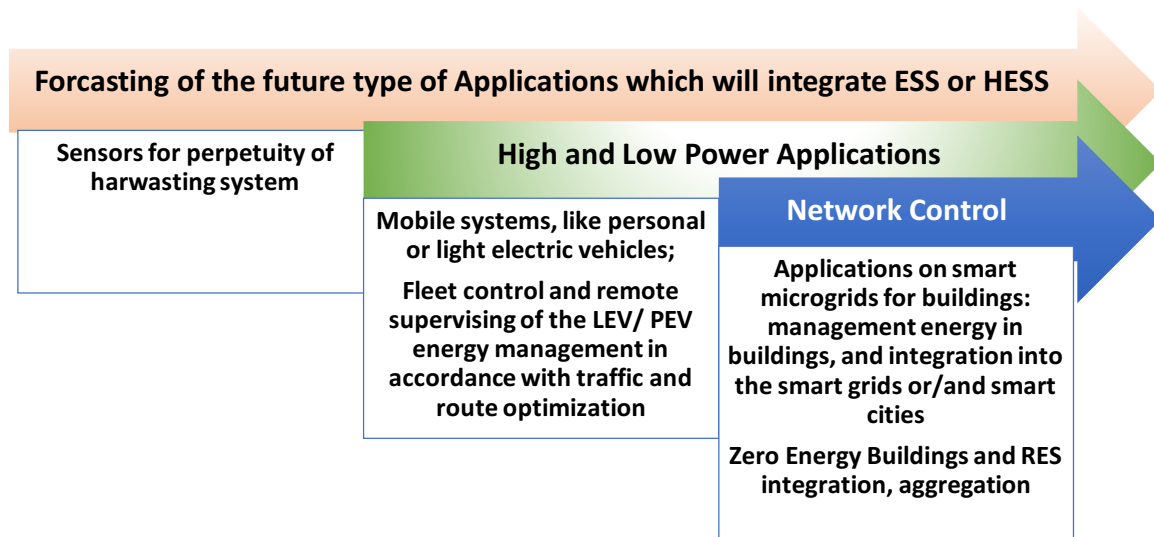 Forcasting of the future type of Applications which will integrate ESS or HESS
Sensors for perpetuity of
harwasting system
High and Low Power Applications
Mobile systems, like personal
or light electric vehicles;
Fleet control and remote
supervising of the LEV/ PEV
energy management in
accordance with traffic and
route optimization
Network Control
Applications on smart
microgrids for buildings:
management energy in
buildings, and integration into
the smart grids or/and smart
cities
Zero Energy Buildings and RES
integration, aggregation